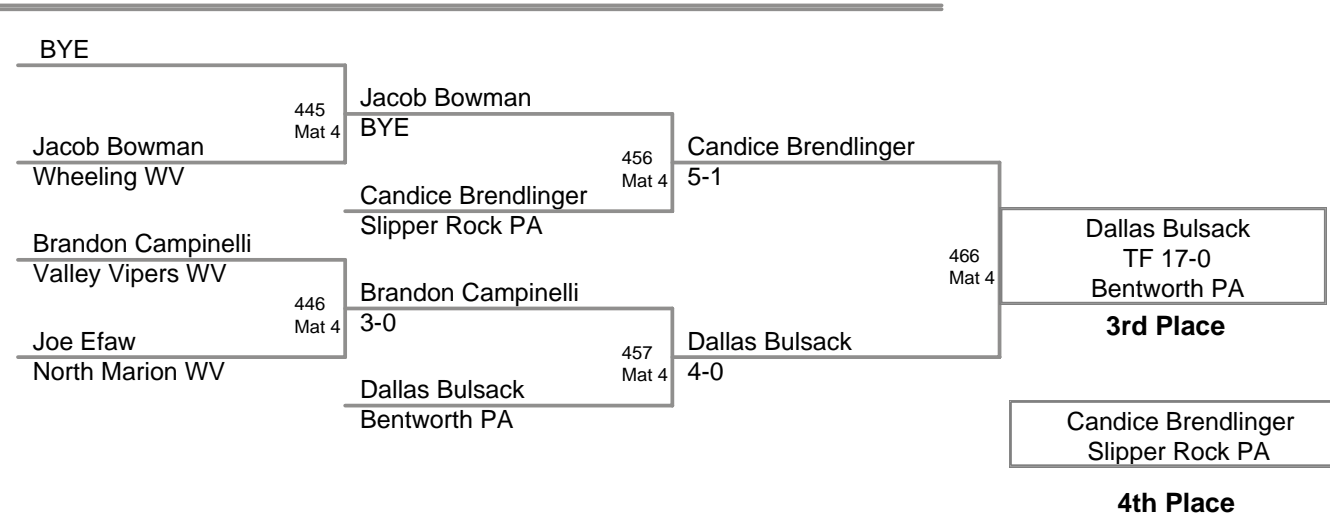 BYE
445
Mat 4
Jacob Bowman
Wheeling WV
Jacob Bowman
BYE
456
Mat 4
Candice Brendlinger
Slipper Rock PA
Candice Brendlinger
5-1
Brandon Campinelli
Valley Vipers WV
446
Mat 4
Joe Efaw
North Marion WV
Brandon Campinelli
3-0
457
Mat 4
Dallas Bulsack
Bentworth PA
Dallas Bulsack
4-0
466
Mat 4
Dallas Bulsack
TF 17-0
Bentworth PA
3rd Place
Candice Brendlinger
Slipper Rock PA
4th Place